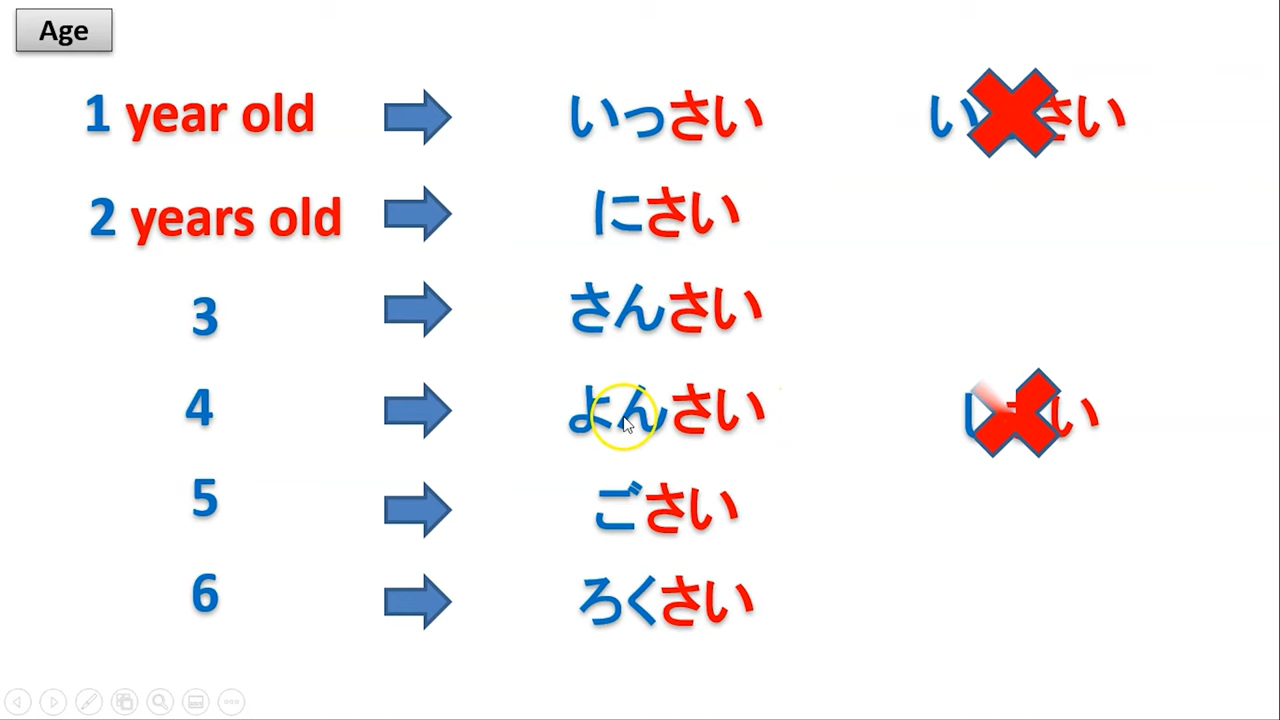 Age
1 year old いっさい
2 years old にさい
3 さんさい
4 よんさい
5 ごさい
6 ろくさい